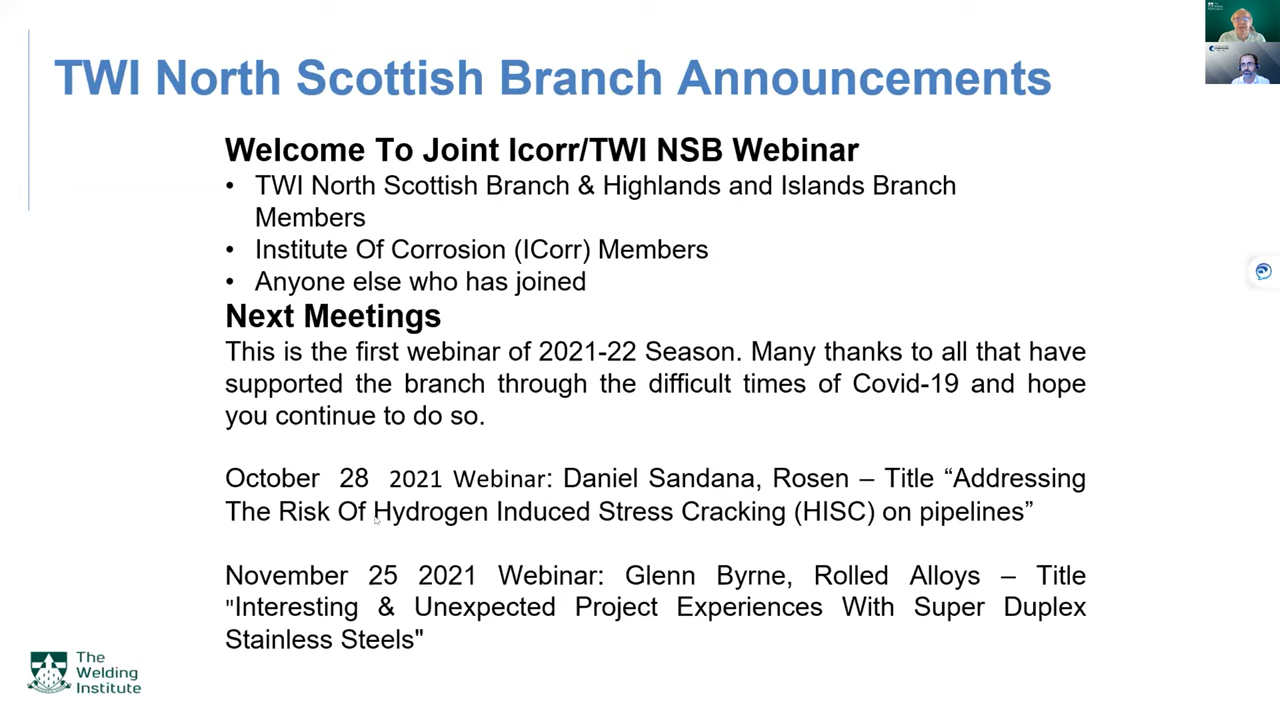 TWI North Scottish Branch Announcements
Welcome To Joint Icorr/TWI NSB Webinar
• TWI North Scottish Branch & Highlands and Islands Branch
Members
• Institute Of Corrosion (ICorr) Members
• Anyone else who has joined
Next Meetings
This is the first webinar of 2021-22 Season. Many thanks to all that have
supported the branch through the difficult times of Covid-19 and hope
you continue to do so.
October 28 2021 Webinar: Daniel Sandana, Rosen – Title “Addressing
The Risk Of Hydrogen Induced Stress Cracking (HISC) on pipelines”
November 25 2021 Webinar: Glenn Byrne, Rolled Alloys – Title
"Interesting & Unexpected Project Experiences With Super Duplex
Stainless Steels"
The
Welding
Institute